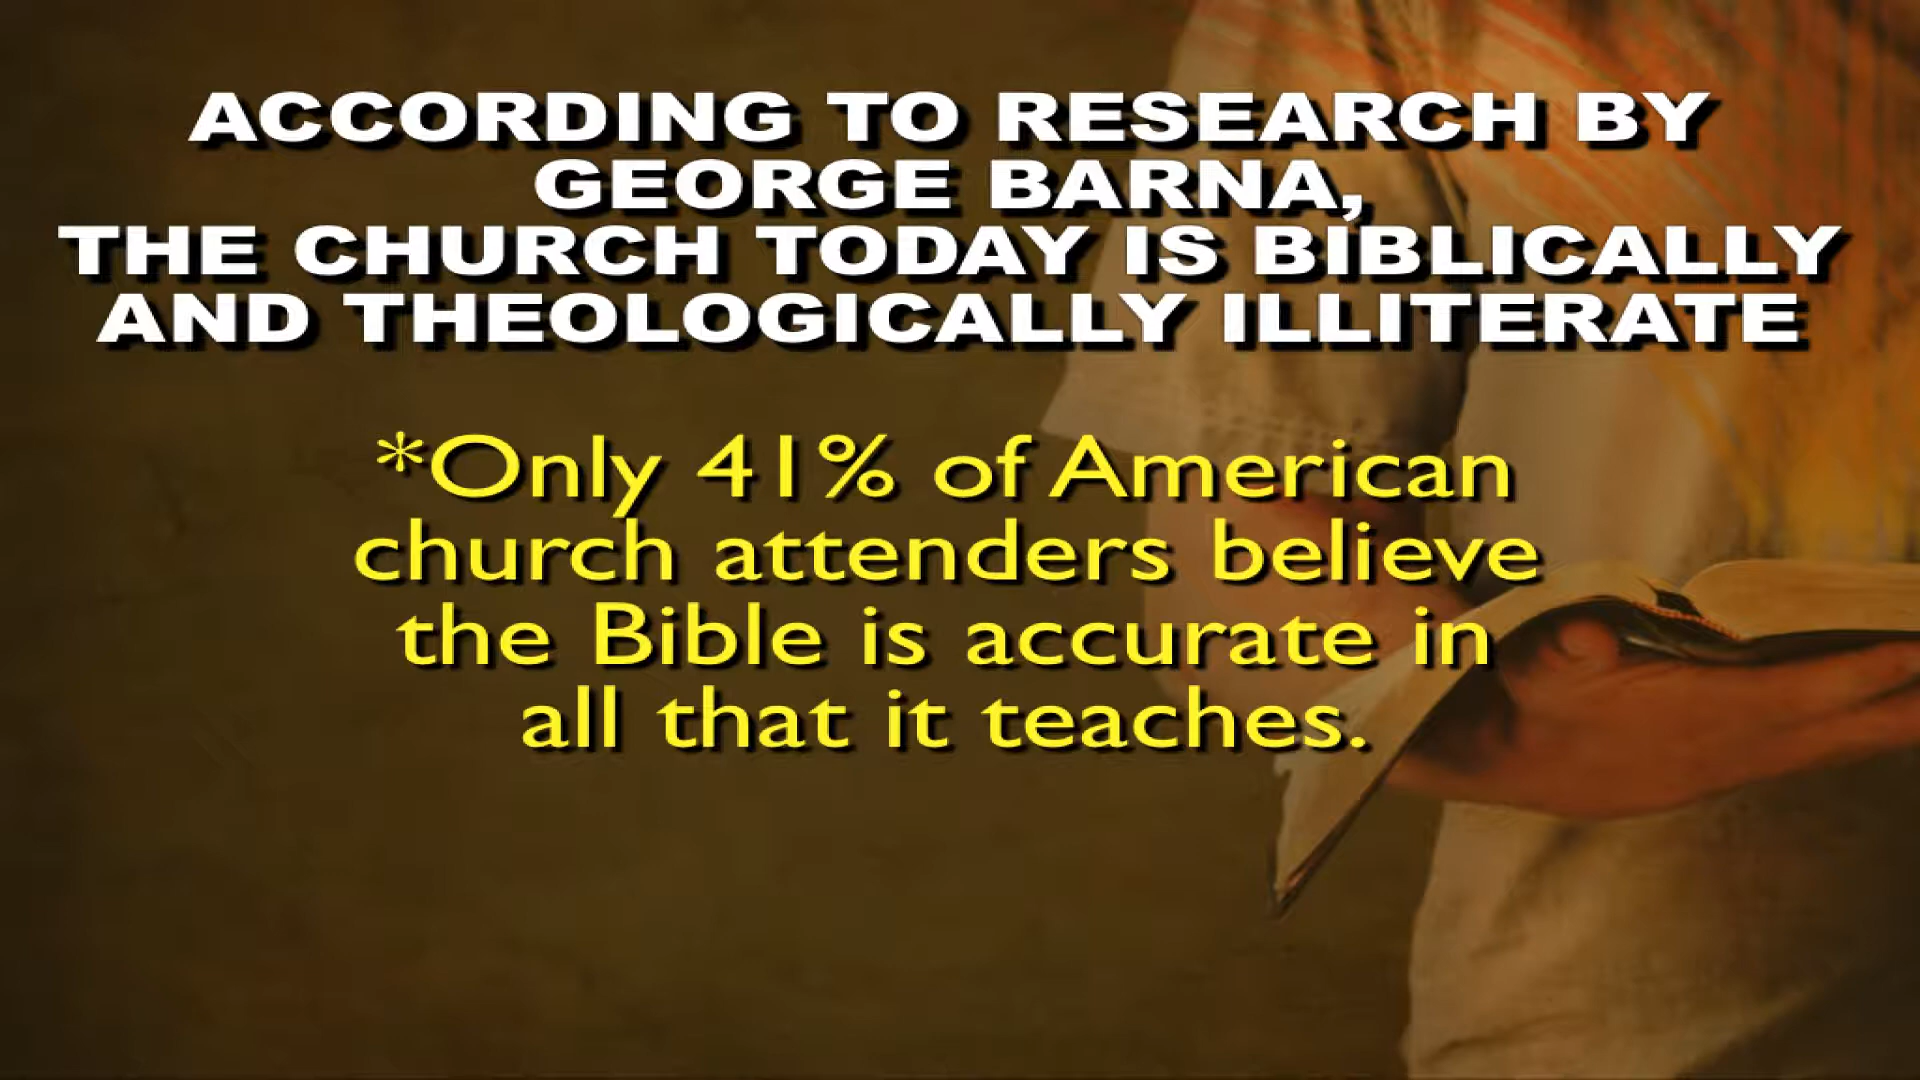 ACCORDING TO RESEARCH BY
GEORGE BARNA,
THE CHURCH TODAY IS BIBLICALLY
AND THEOLOGICALLY ILLITERATE
*Only 41% of American
church attenders believe
the Bible is accurate in
all that it teaches.